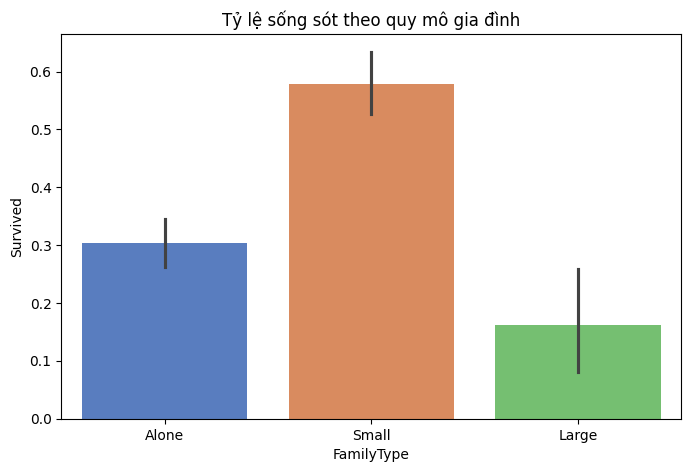 Tỷ lệ sống sót theo quy mô gia đình
Survived
0.6
0.5
0.4
0.3
0.2
0.1
0.0
Alone Small Large
FamilyType